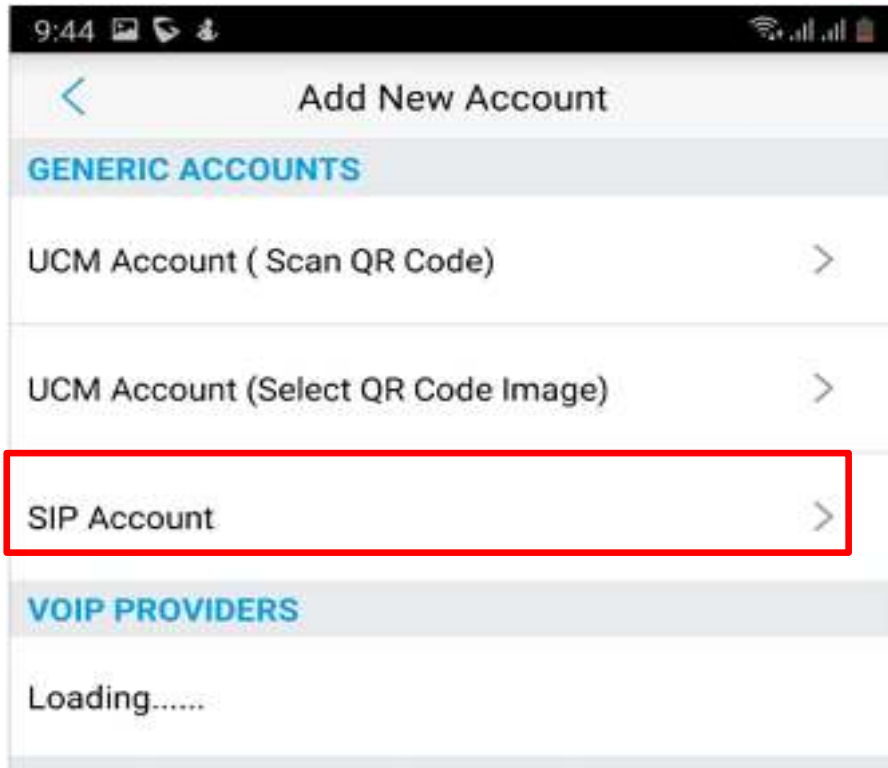 9:44
Add New Account
GENERIC ACCOUNTS
UCM Account ( Scan QR Code)
UCM Account (Select QR Code Image)
SIP Account
VOIP PROVIDERS
Loading......